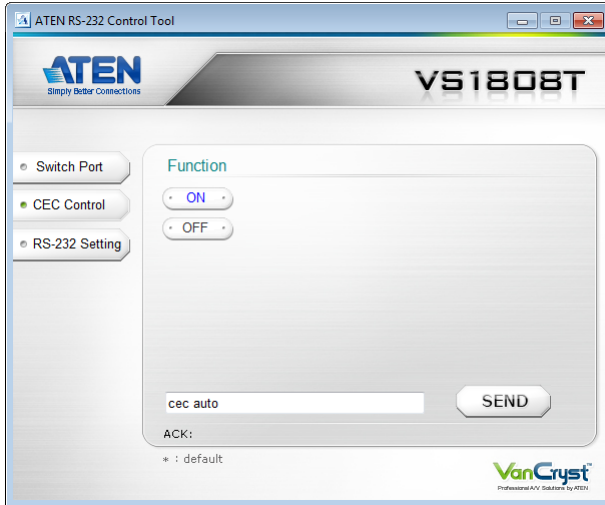 ATEN RS-232 Control Tool
ATEN
Simply Better Connections
VS1808T
Switch Port
CEC Control
RS-232 Setting
Function
ON
OFF
cec auto
SEND
ACK:
* : default
VanCryst™
Professional A/V Solutions by ATEN